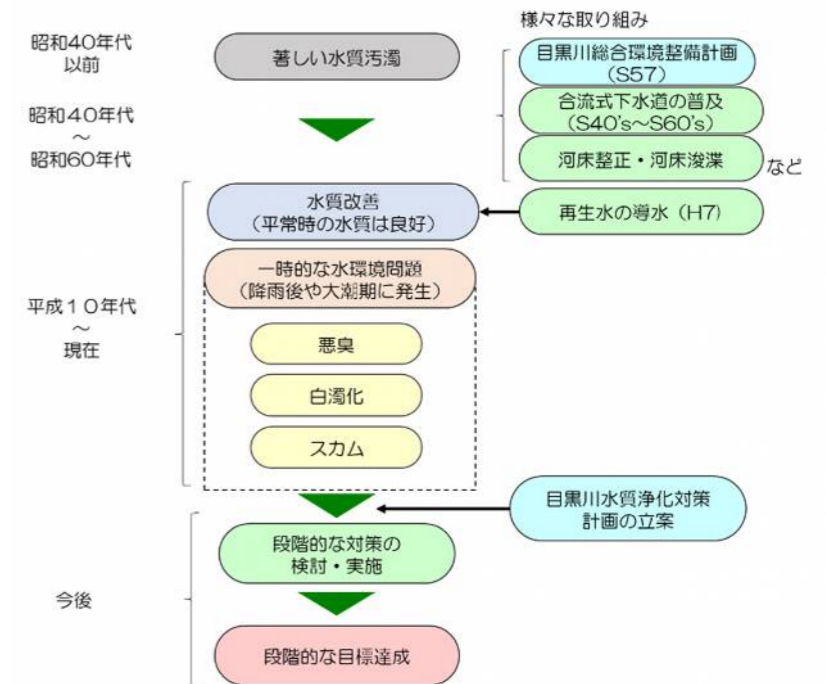 様々な取り組み
昭和40年代
以前
著しい水質汚濁
目黒川総合環境整備計画
(S57)
昭和40年代
～
昭和60年代
合流式下水道の普及
(S40's～S60's)
河床整正・河床浚渫
など
水質改善
(平常時の水質は良好)
再生水の導水 (H7)
一時的な水環境問題
(降雨後や大潮期に発生)
平成10年代
～
現在
悪臭
白濁化
スカム
目黒川水質浄化対策
計画の立案
段階的な対策の
検討・実施
今後
段階的な目標達成